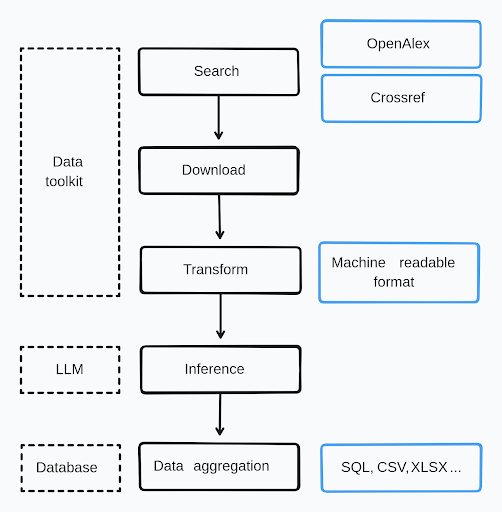 OpenAlex
Search
Crossref
Data
toolkit
Download
Transform
Machine readable
format
LLM
Inference
Database
Data aggregation
SQL, CSV, XLSX ...